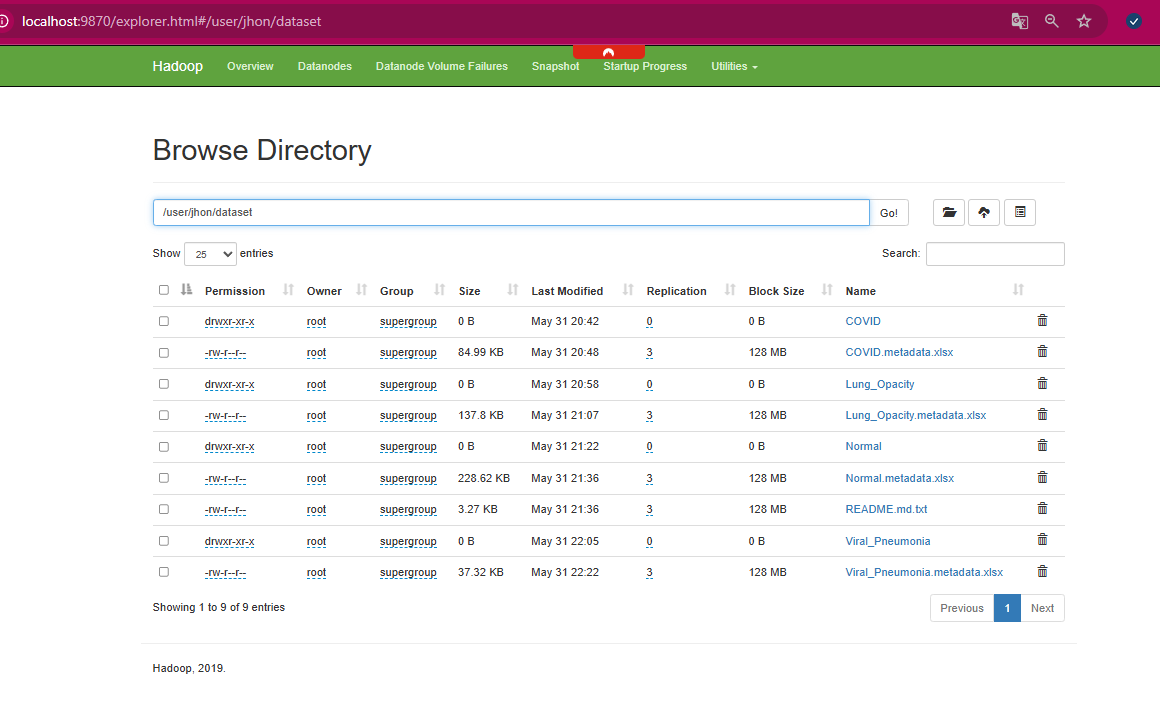 localhost:9870/explorer.html#/user/jhon/dataset
Hadoop Overview Datanodes Datanode Volume Failures Snapshot Startup Progress Utilities
Browse Directory
/user/jhon/dataset Go!
Show 25 entries Search:
Permission Owner Group Size Last Modified Replication Block Size Name
drwxr-xr-x root supergroup 0 B May 31 20:42 0 0 B COVID
-rw-r--r-- root supergroup 84.99 KB May 31 20:48 3 128 MB COVID.metadata.xlsx
drwxr-xr-x root supergroup 0 B May 31 20:58 0 0 B Lung_Opacity
-rw-r--r-- root supergroup 137.8 KB May 31 21:07 3 128 MB Lung_Opacity.metadata.xlsx
drwxr-xr-x root supergroup 0 B May 31 21:22 0 0 B Normal
-rw-r--r-- root supergroup 228.62 KB May 31 21:36 3 128 MB Normal.metadata.xlsx
-rw-r--r-- root supergroup 3.27 KB May 31 21:36 3 128 MB README.md.txt
drwxr-xr-x root supergroup 0 B May 31 22:05 0 0 B Viral_Pneumonia
-rw-r--r-- root supergroup 37.32 KB May 31 22:22 3 128 MB Viral_Pneumonia.metadata.xlsx
Showing 1 to 9 of 9 entries Previous 1 Next
Hadoop, 2019.